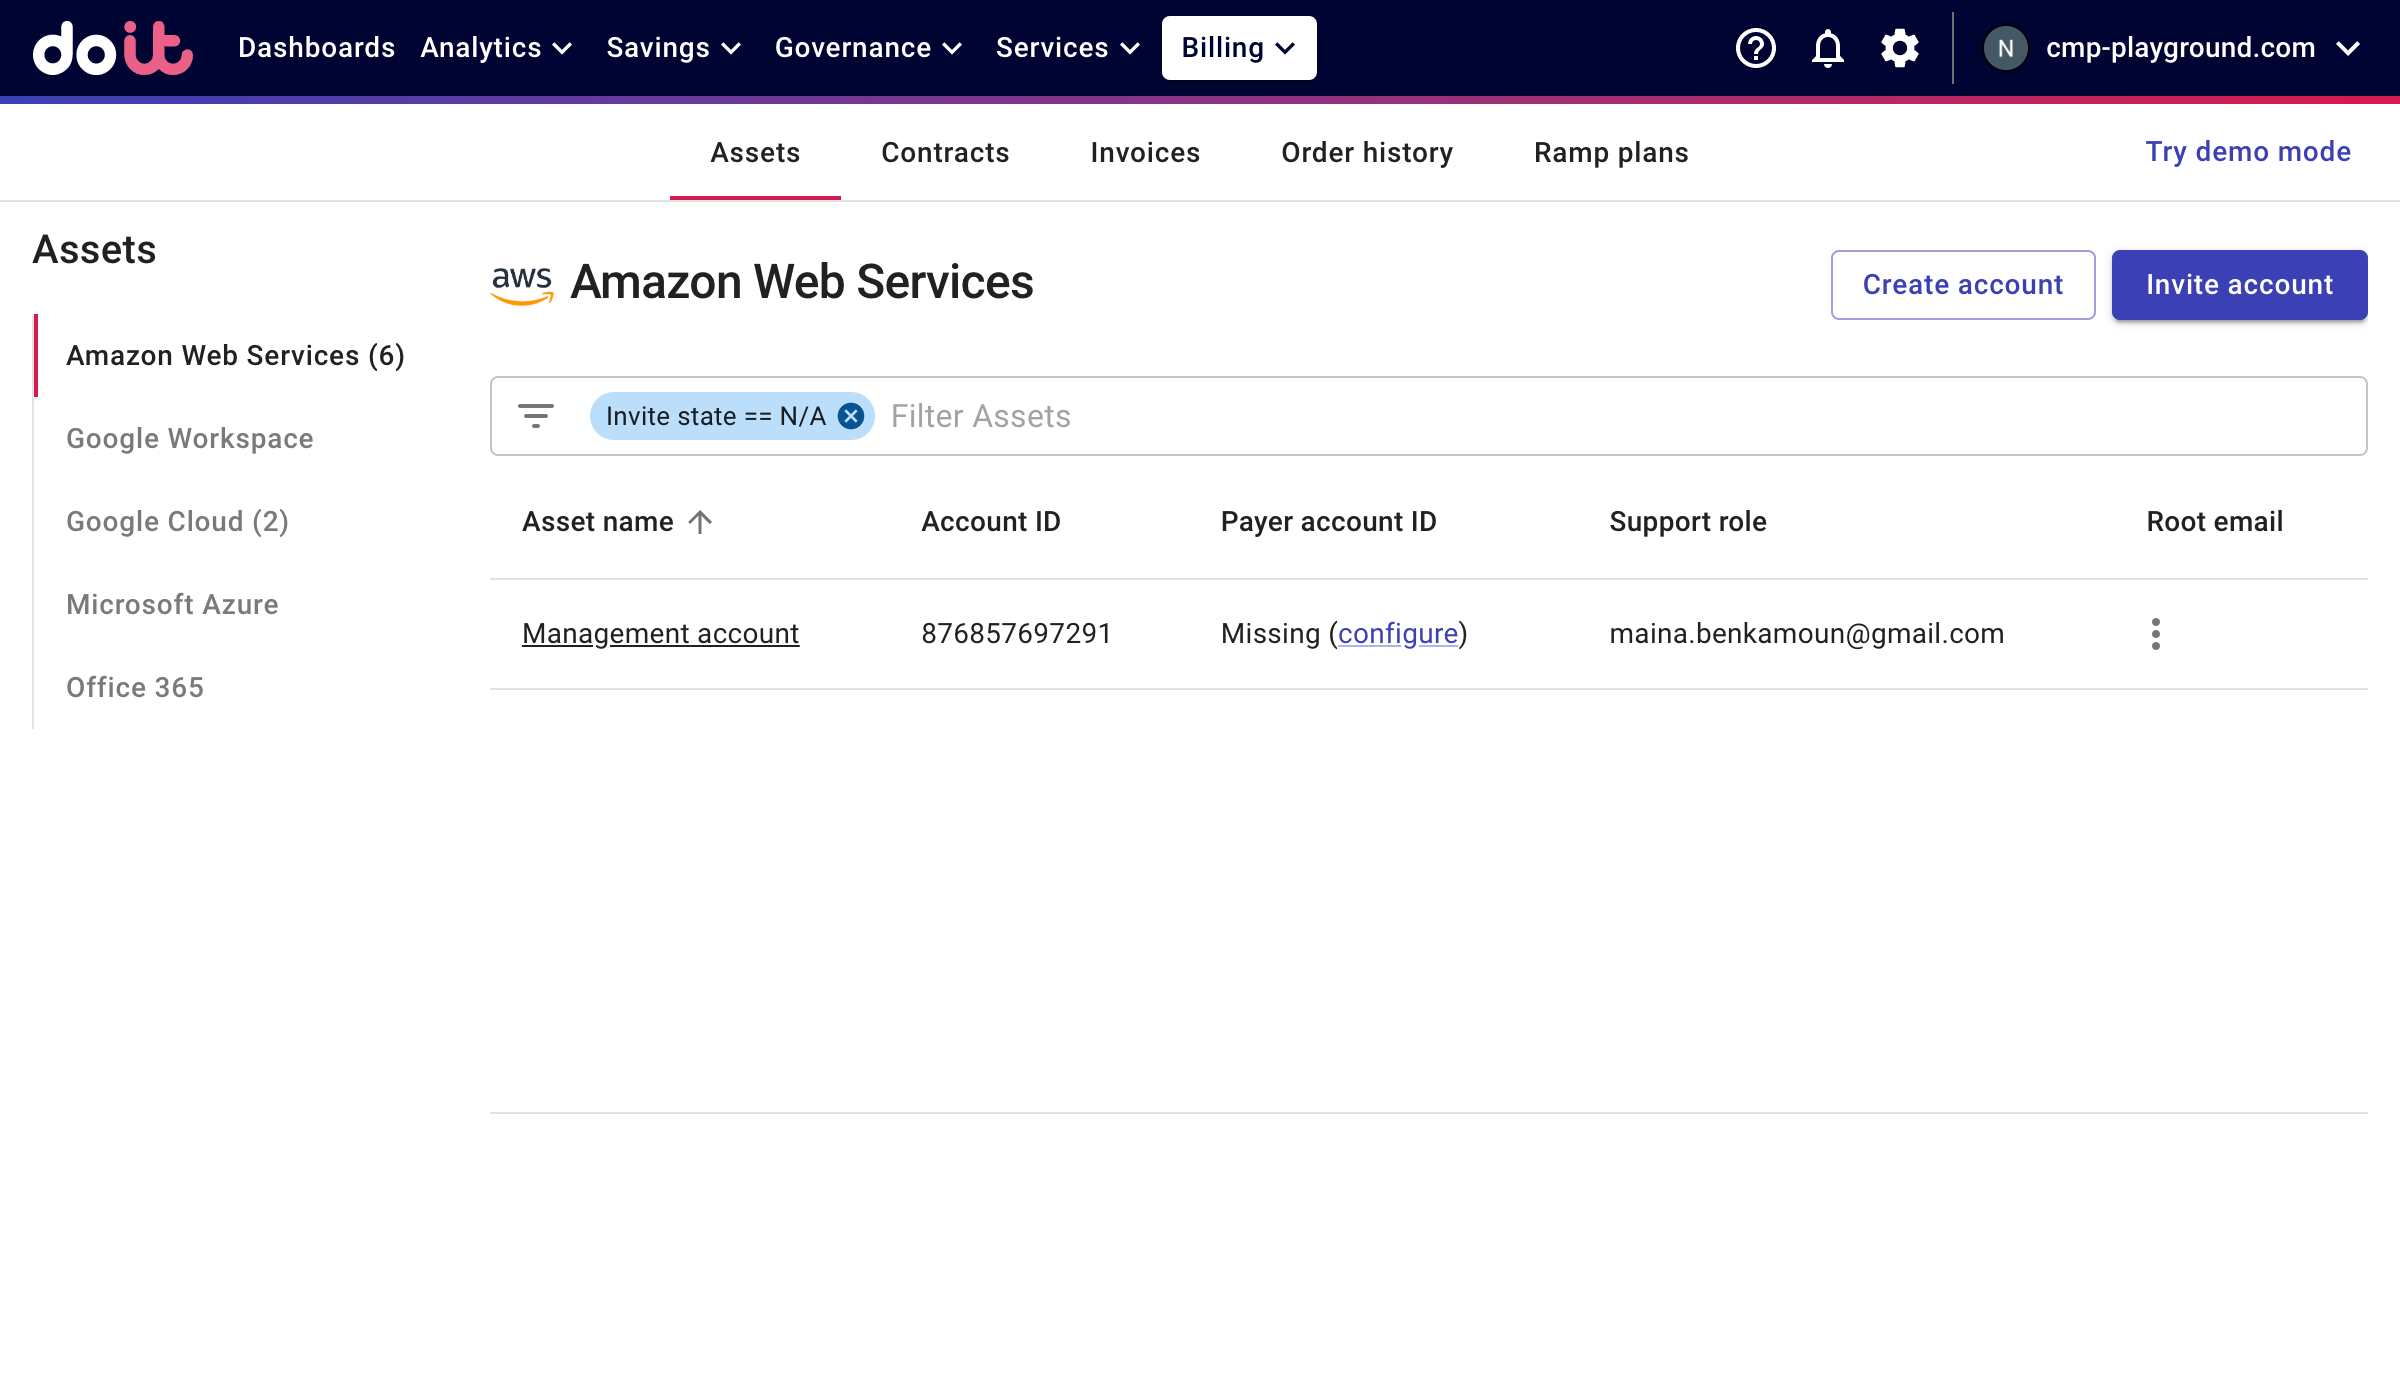 doit Dashboards Analytics Savings Governance Services Billing N cmp-playground.com
Assets Contracts Invoices Order history Ramp plans Try demo mode
Assets
Amazon Web Services (6)
Google Workspace
Google Cloud (2)
Microsoft Azure
Office 365
aws Amazon Web Services Create account Invite account
Invite state == N/A Filter Assets
Asset name Account ID Payer account ID Support role Root email
Management account 876857697291 Missing (configure) maina.benkamoun@gmail.com